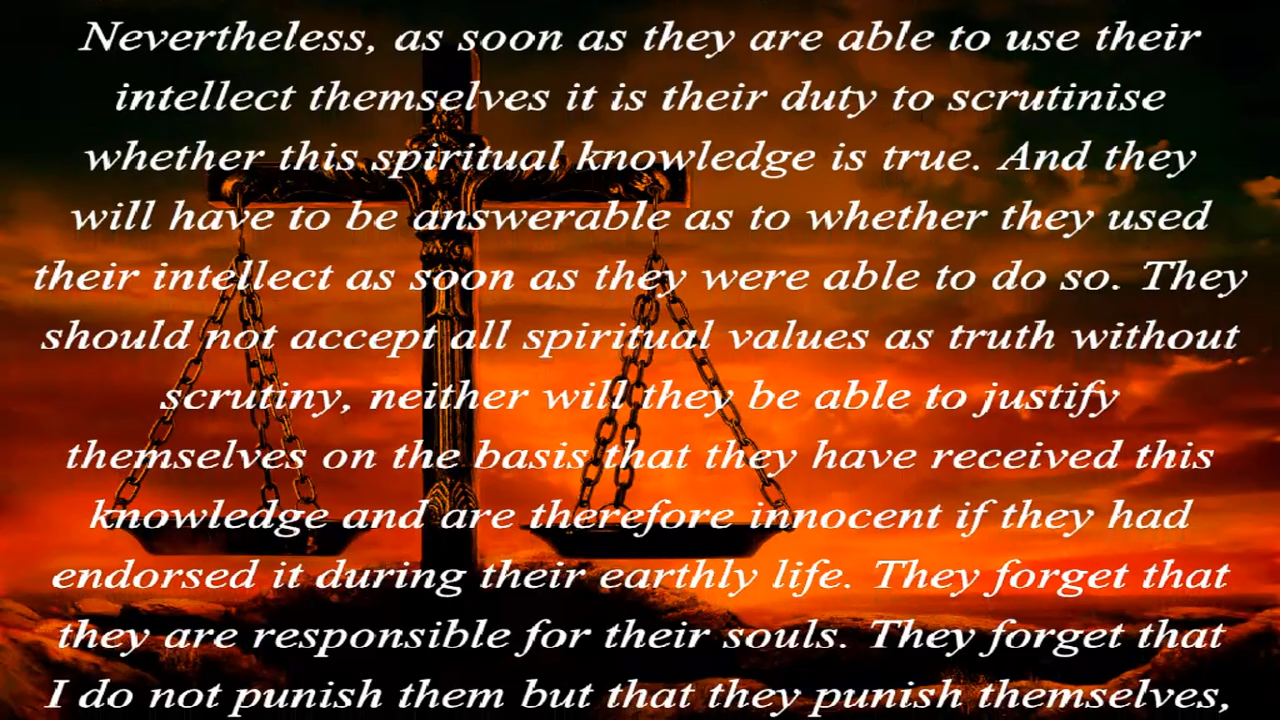 Nevertheless, as soon as they are able to use their
intellect themselves it is their duty to scrutinise
whether this spiritual knowledge is true. And they
will have to be answerable as to whether they used
their intellect as soon as they were able to do so. They
should not accept all spiritual values as truth without
scrutiny, neither will they be able to justify
themselves on the basis that they have received this
knowledge and are therefore innocent if they had
endorsed it during their earthly life. They forget that
they are responsible for their souls. They forget that
I do not punish them but that they punish themselves,